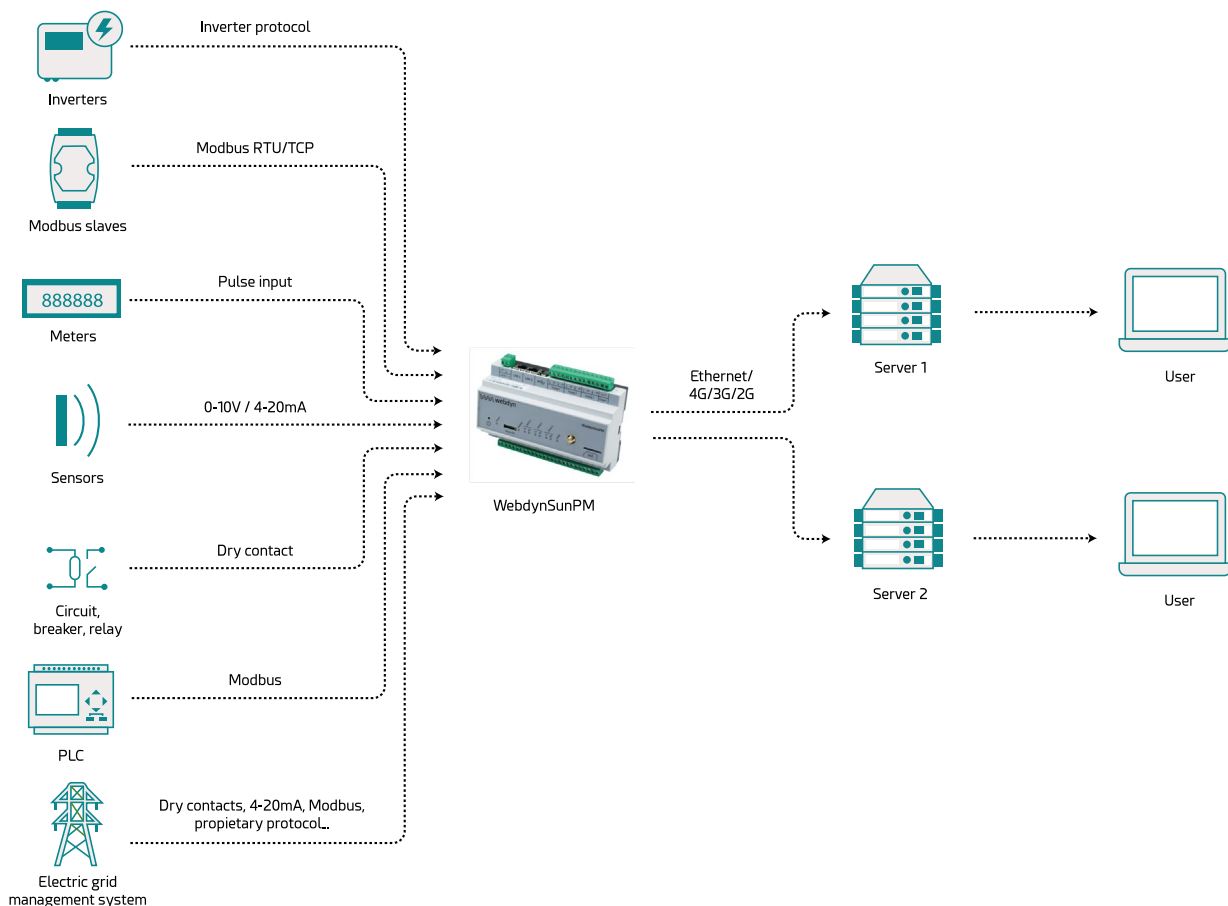 Inverter protocol
Inverters
Modbus RTU/TCP
Modbus slaves
Pulse input
888888
Meters
0-10V / 4-20mA
Sensors
Dry contact
Circuit,
breaker, relay
Modbus
PLC
Dry contacts, 4-20mA, Modbus,
propietary protocol...
Electric grid
management system
webdyn
WebdynSunPM
Ethernet/
4G/3G/2G
Server 1
User
Server 2
User